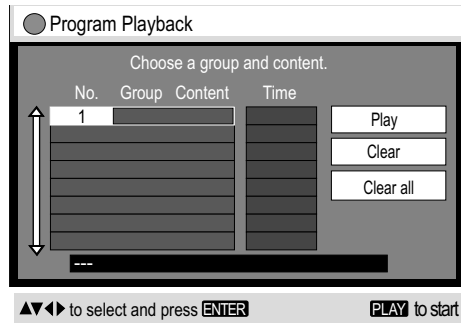 Program Playback
Choose a group and content.
No. Group Content Time
1
Play
Clear
Clear all
---
▲▼◀▶ to select and press ENTER PLAY to start